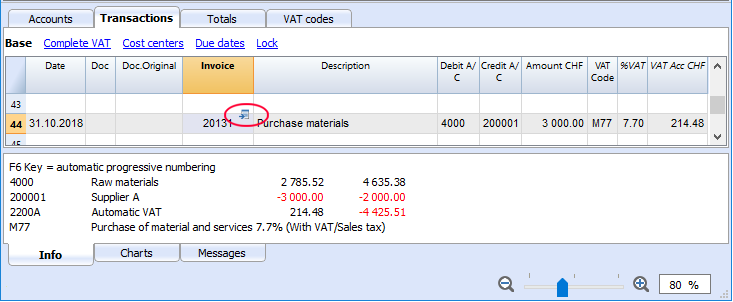 Accounts Transactions Totals VAT codes
Base Complete VAT Cost centers Due dates Lock
Date Doc Doc.Original Invoice Description Debit A/C Credit A/C Amount CHF VAT Code %VAT VAT Acc CHF
43
44 31.10.2018 20131 Purchase materials 4000 200001 3 000.00 M77 7.70 214.48
45
F6 Key = automatic progressive numbering
4000 Raw materials 2 785.52 4 635.38
200001 Supplier A -3 000.00 -2 000.00
2200A Automatic VAT 214.48 -4 425.51
M77 Purchase of material and services 7.7% (With VAT/Sales tax)
Info Charts Messages
80 %